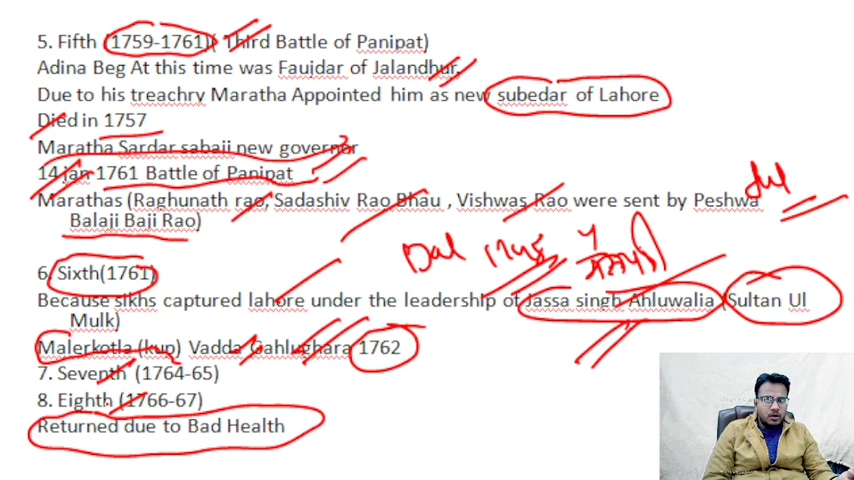 5. Fifth (1759-1761)( Third Battle of Panipat)
Adina Beg At this time was Faujdar of Jalandhur.
Due to his treachry Maratha Appointed him as new subedar of Lahore
Died in 1757
Maratha Sardar sabaji new governor
14 jan 1761 Battle of Panipat
Marathas (Raghunath rao, Sadashiv Rao Bhau , Vishwas Rao were sent by Peshwa
Balaji Baji Rao)
Dal
6. Sixth(1761)
Because sikhs captured lahore under the leadership of Jassa singh Ahluwalia (Sultan Ul
Mulk)
Malerkotla (kup) Vadda Gahlughara 1762
7. Seventh (1764-65)
8. Eighth (1766-67)
Returned due to Bad Health